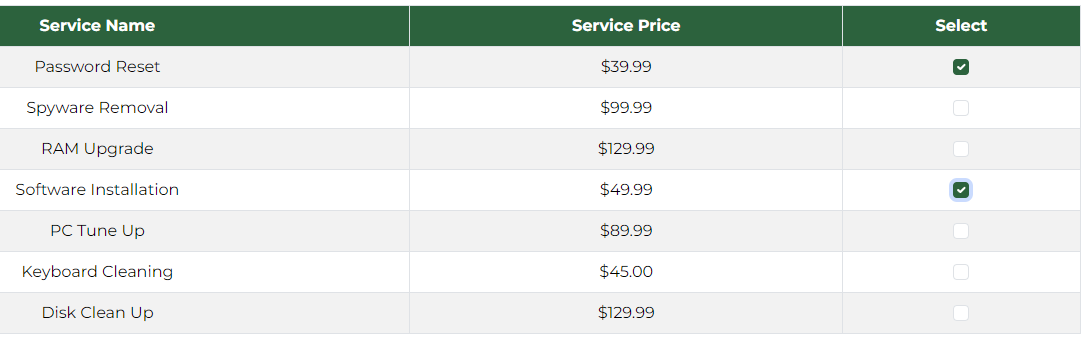 Service Name Service Price Select
Password Reset $39.99
Spyware Removal $99.99
RAM Upgrade $129.99
Software Installation $49.99
PC Tune Up $89.99
Keyboard Cleaning $45.00
Disk Clean Up $129.99